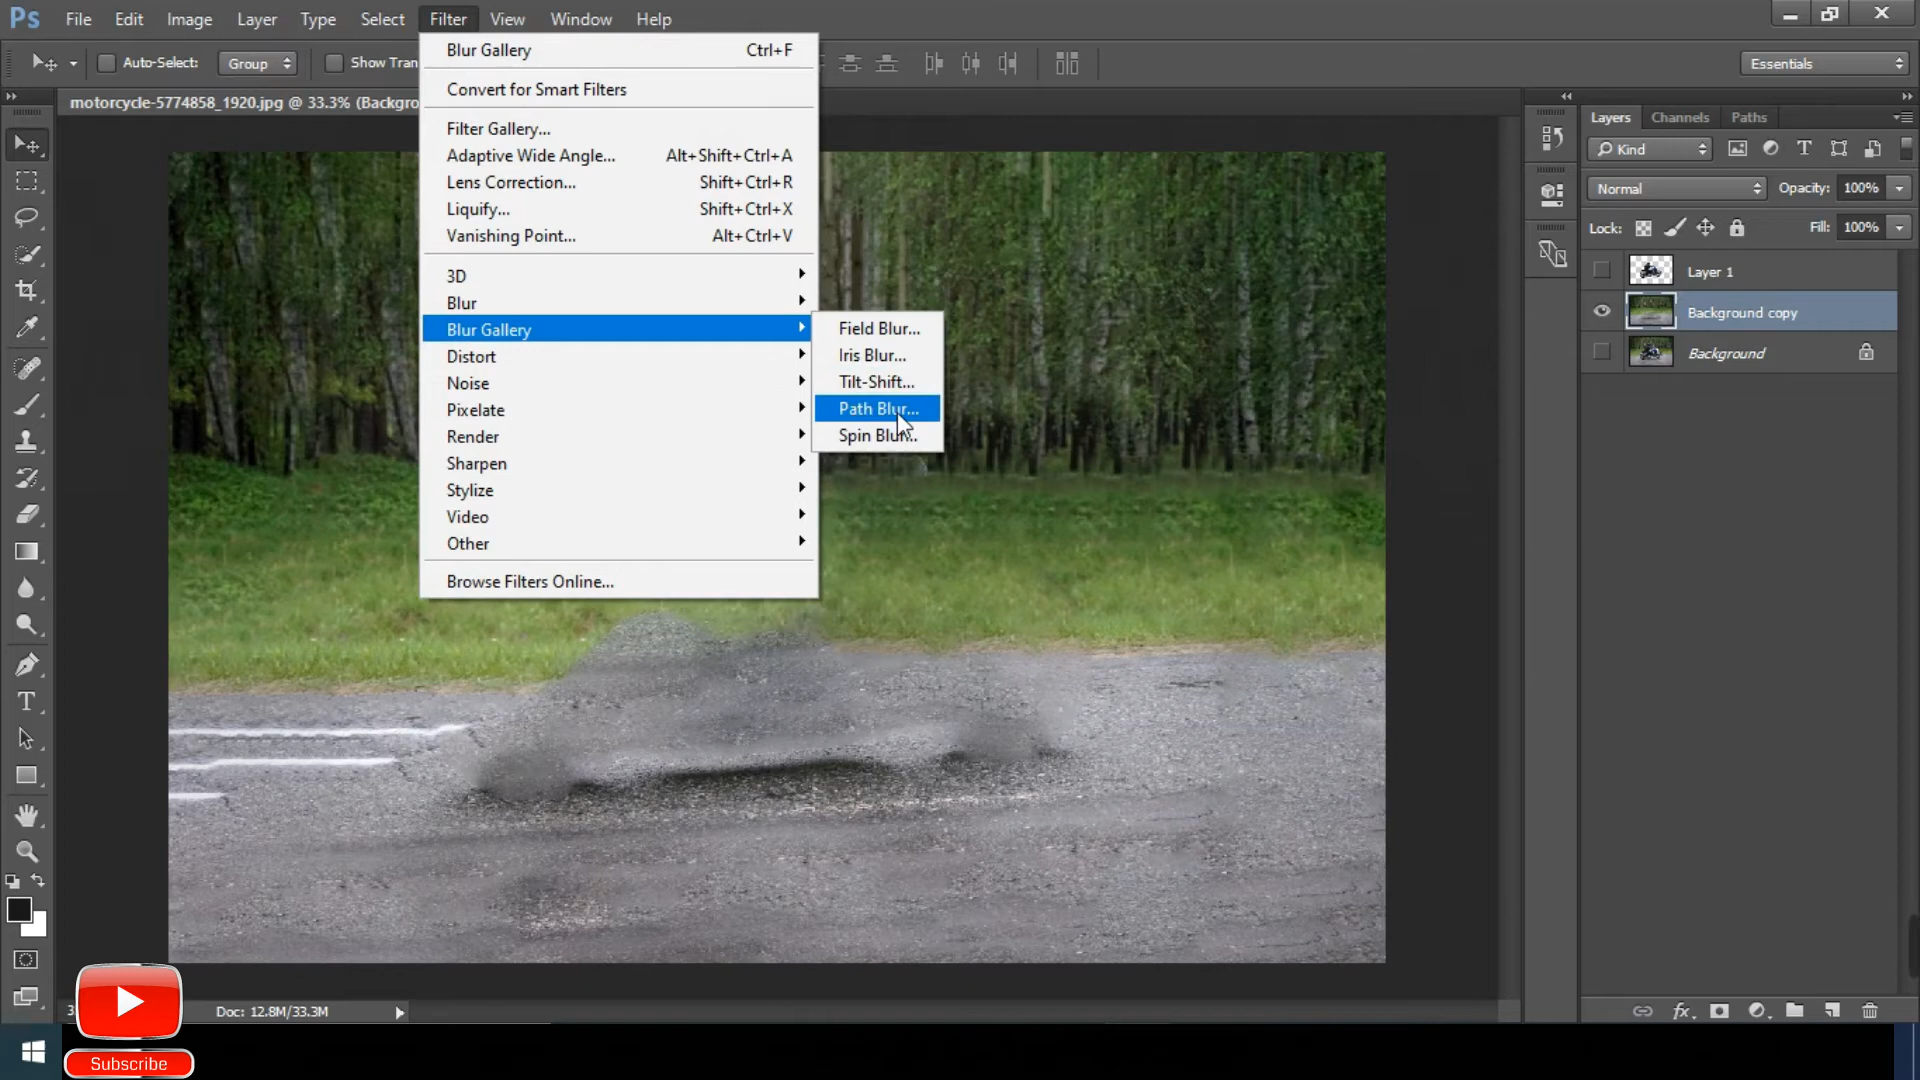 Ps File Edit Image Layer Type Select Filter View Window Help
Auto-Select: Group Show Tran Essentials
motorcycle-5774858_1920.jpg @ 33.3% (Backgro
Blur Gallery Ctrl+F
Convert for Smart Filters
Filter Gallery...
Adaptive Wide Angle... Alt+Shift+Ctrl+A
Lens Correction... Shift+Ctrl+R
Liquify... Shift+Ctrl+X
Vanishing Point... Alt+Ctrl+V
3D
Blur
Blur Gallery
Distort
Noise
Pixelate
Render
Sharpen
Stylize
Video
Other
Browse Filters Online...
Field Blur...
Iris Blur...
Tilt-Shift...
Path Blur...
Spin Blur...
Layers Channels Paths
Kind
Normal Opacity: 100%
Lock: Fill: 100%
Layer 1
Background copy
Background
fx
Doc: 12.8M/33.3M
Subscribe